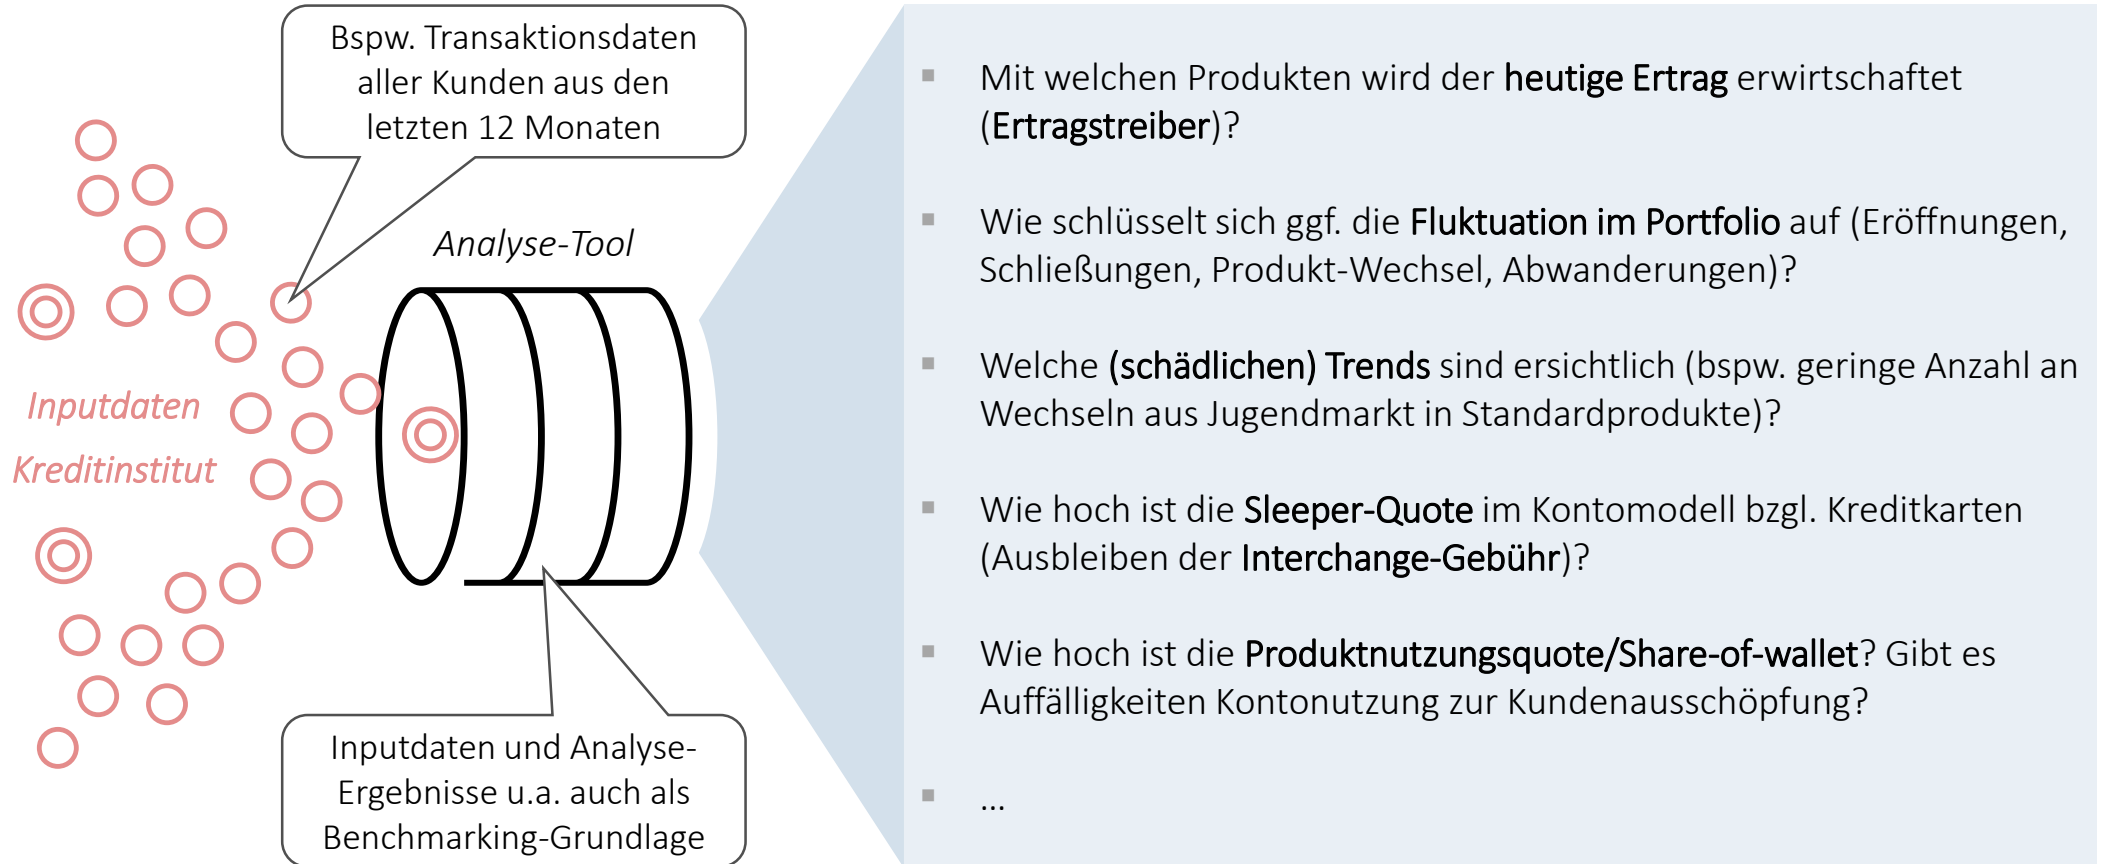 Bspw. Transaktionsdaten
aller Kunden aus den
letzten 12 Monaten
Analyse-Tool
Inputdaten
Kreditinstitut
Inputdaten und Analyse-
Ergebnisse u.a. auch als
Benchmarking-Grundlage
▪ Mit welchen Produkten wird der heutige Ertrag erwirtschaftet
(Ertragstreiber)?
▪ Wie schlüsselt sich ggf. die Fluktuation im Portfolio auf (Eröffnungen,
Schließungen, Produkt-Wechsel, Abwanderungen)?
▪ Welche (schädlichen) Trends sind ersichtlich (bspw. geringe Anzahl an
Wechseln aus Jugendmarkt in Standardprodukte)?
▪ Wie hoch ist die Sleeper-Quote im Kontomodell bzgl. Kreditkarten
(Ausbleiben der Interchange-Gebühr)?
▪ Wie hoch ist die Produktnutzungsquote/Share-of-wallet? Gibt es
Auffälligkeiten Kontonutzung zur Kundenausschöpfung?
▪ ...